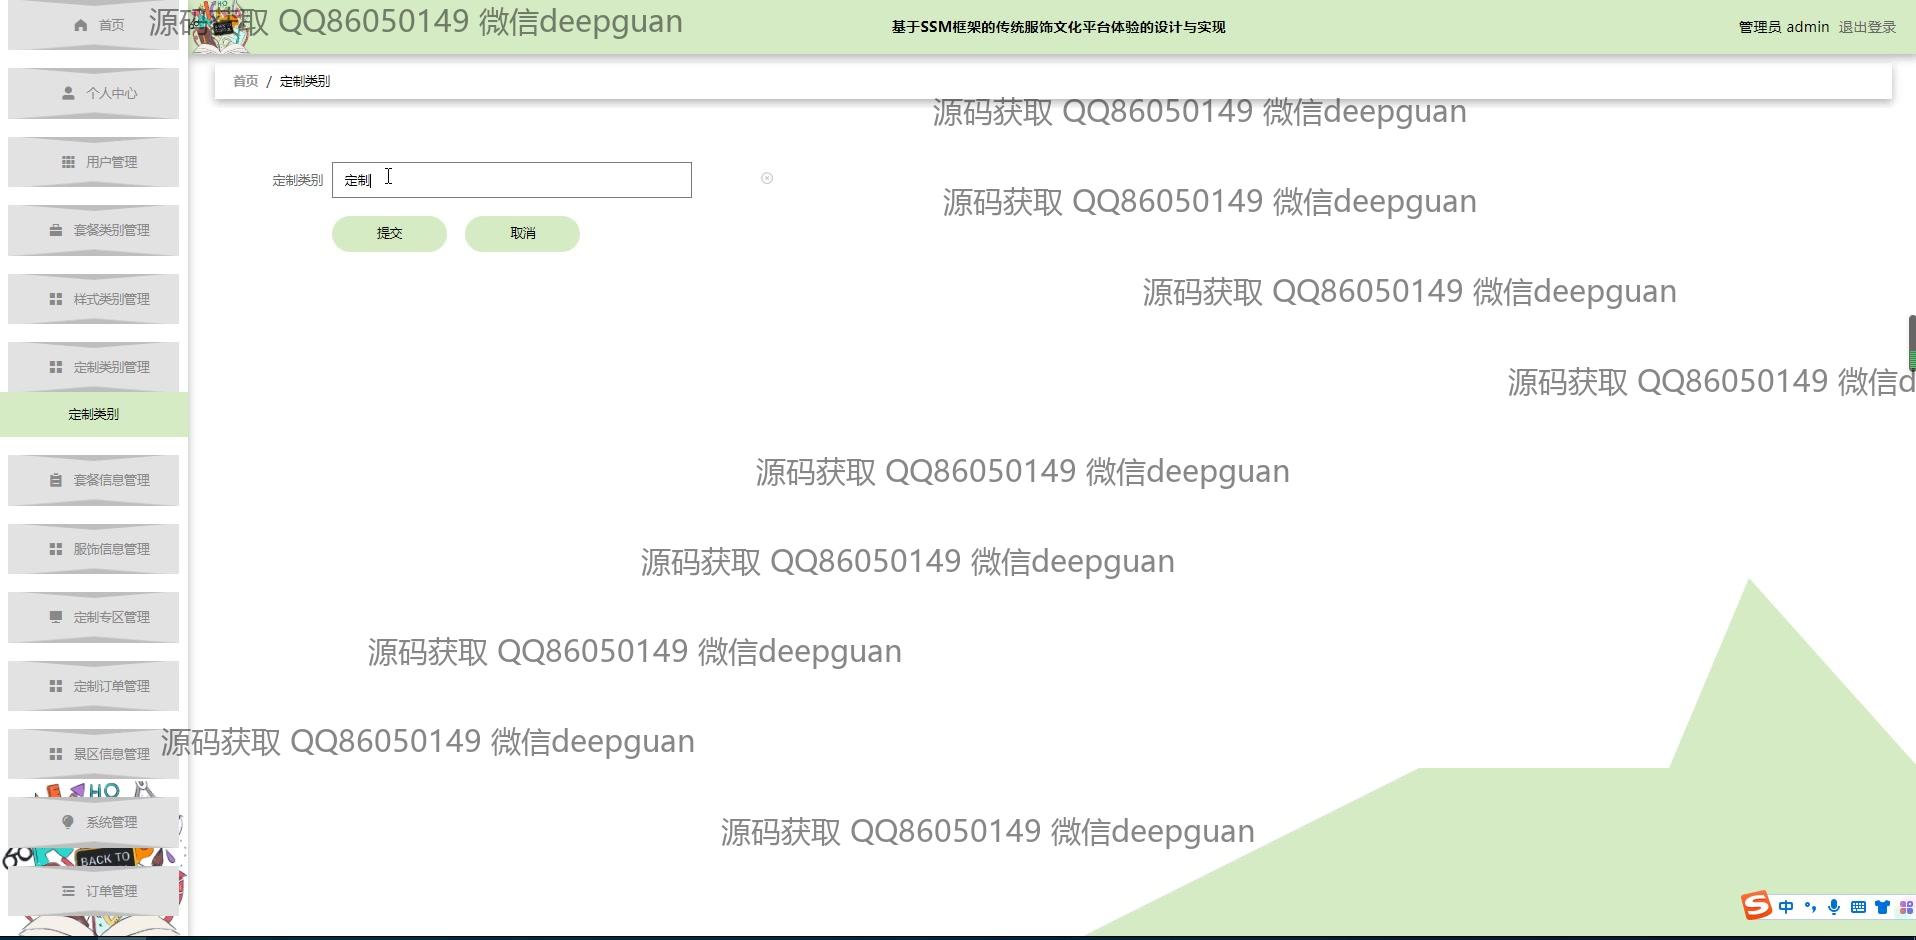 首页
源码获取 QQ86050149 微信deepguan
基于SSM框架的传统服饰文化平台体验的设计与实现
管理员 admin 退出登录
首页 / 定制类别
源码获取 QQ86050149 微信deepguan
个人中心
用户管理
定制类别 定制
源码获取 QQ86050149 微信deepguan
提交 取消
套餐类别管理
样式类别管理
源码获取 QQ86050149 微信deepguan
定制类别管理
源码获取 QQ86050149 微信d
定制类别
套餐信息管理
源码获取 QQ86050149 微信deepguan
服饰信息管理
源码获取 QQ86050149 微信deepguan
定制专区管理
源码获取 QQ86050149 微信deepguan
定制订单管理
景区信息管理
源码获取 QQ86050149 微信deepguan
HO
系统管理
源码获取 QQ86050149 微信deepguan
BACK TO
订单管理
S 中